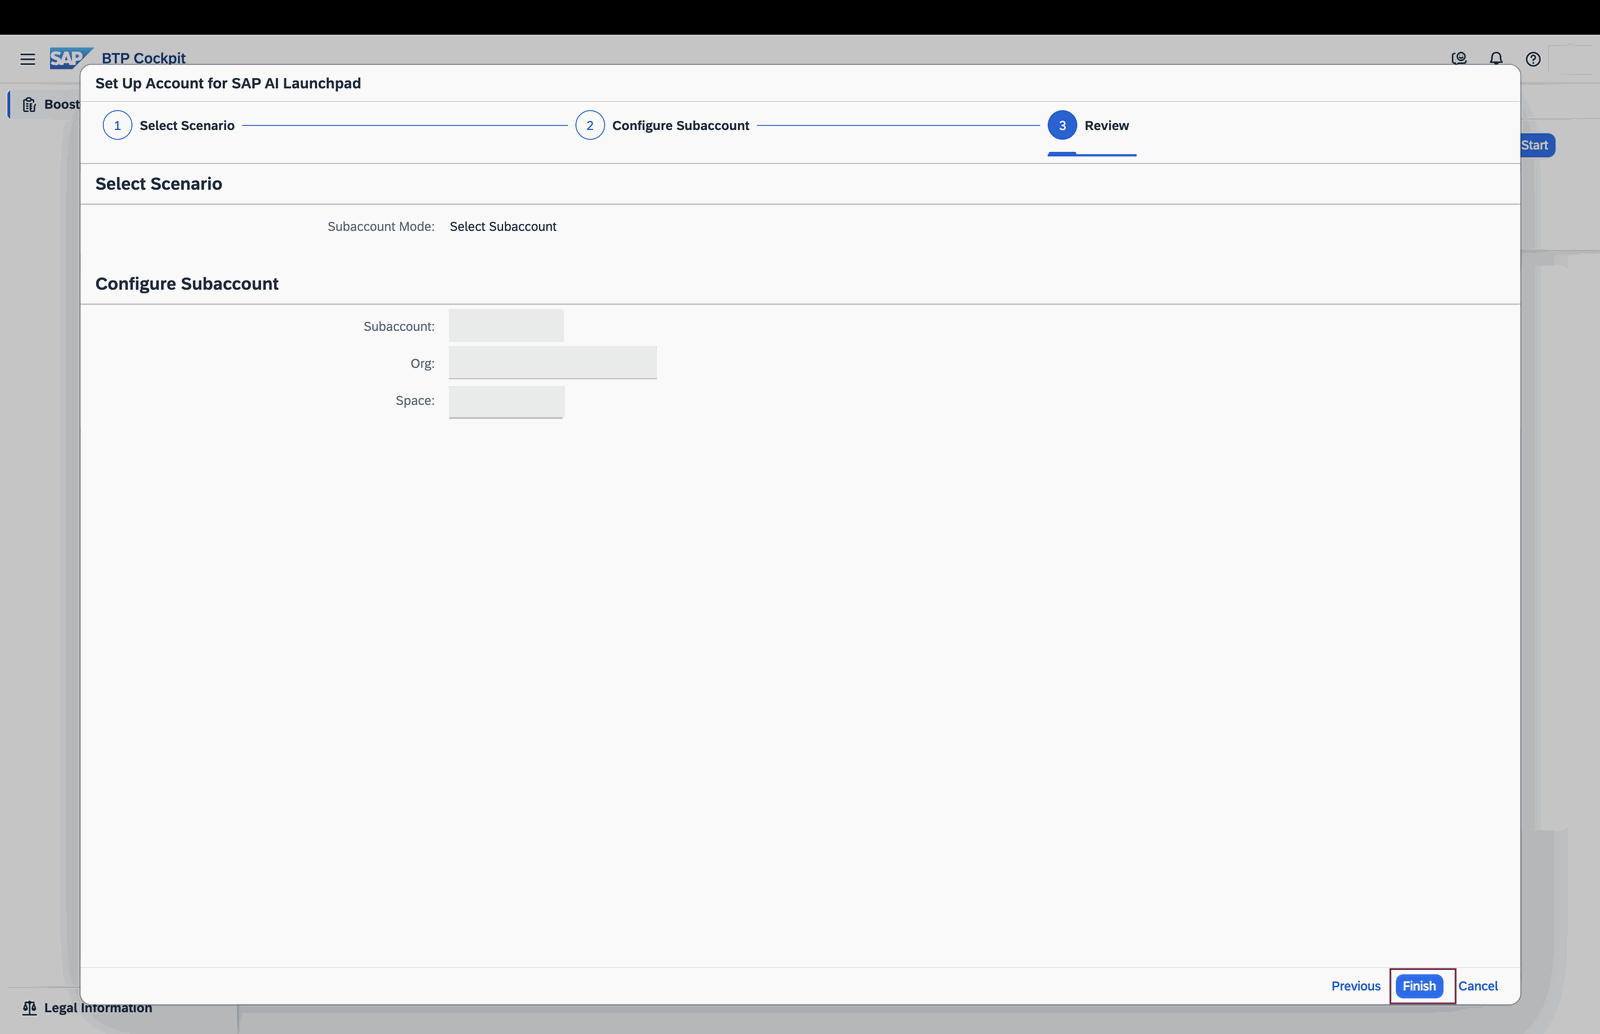 SAP BTP Cockpit
Set Up Account for SAP AI Launchpad
Boost
1 Select Scenario 2 Configure Subaccount 3 Review
Start
Select Scenario
Subaccount Mode: Select Subaccount
Configure Subaccount
Subaccount:
Org:
Space:
Previous Finish Cancel
Legal Information